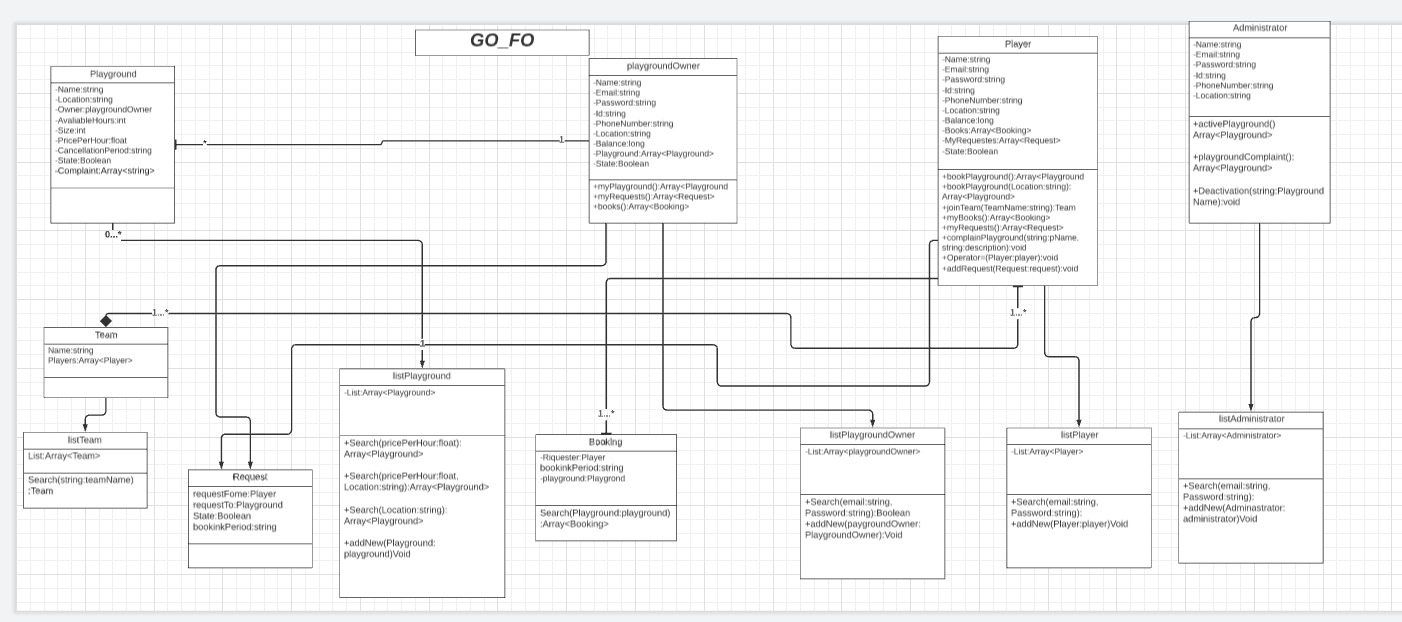 GO_FO
Playground
-Name:string
-Location:string
-Owner:playgroundOwner
-AvaliableHours:int
-Size:int
-PricePerHour:float
-CancellationPeriod:string
-State:Boolean
-Complaint:Array<string>
playgroundOwner
-Name:string
-Email:string
-Password:string
-Id:string
-PhoneNumber:string
-Location:string
-Balance:long
-Playground:Array<Playground>
-State:Boolean
+myPlayground():Array<Playground
+myRequests():Array<Request>
+books():Array<Booking>
Player
-Name:string
-Email:string
-Password:string
-Id:string
-PhoneNumber:string
-Location:string
-Balance:long
-Books:Array<Booking>
-MyRequestes:Array<Request>
-State:Boolean
+bookPlayground():Array<Playground
+bookPlayground(Location:string):
Array<Playground>
+joinTeam(TeamName:string):Team
+myBooks():Array<Booking>
+myRequests():Array<Request>
+complainPlayground(string:pName,
string:description):void
+Operator=(Player:player):void
+addRequest(Request:request):void
Administrator
-Name:string
-Email:string
-Password:string
-Id:string
-PhoneNumber:string
-Location:string
+activePlayground()
Array<Playground>
+playgroundComplaint():
Array<Playground>
+Deactivation(string:Playground
Name):void
*
1
0...*
1...*
1...*
1
1...*
Team
Name:string
Players:Array<Player>
listTeam
List:Array<Team>
Search(string:teamName)
:Team
Request
requestFome:Player
requestTo:Playground
State:Boolean
bookinkPeriod:string
listPlayground
-List:Array<Playground>
+Search(pricePerHour:float):
Array<Playground>
+Search(pricePerHour:float,
Location:string):Array<Playground>
+Search(Location:string):
Array<Playground>
+addNew(Playground:
playground)Void
Booking
-Riquester:Player
bookinkPeriod:string
-playground:Playgrond
Search(Playground:playground)
:Array<Booking>
listPlaygroundOwner
-List:Array<playgroundOwner>
+Search(email:string,
Password:string):Boolean
+addNew(paygroundOwner:
PlaygroundOwner):Void
listPlayer
-List:Array<Player>
+Search(email:string,
Password:string):
+addNew(Player:player)Void
listAdministrator
-List:Array<Administrator>
+Search(email:string,
Password:string):
+addNew(Adminastrator:
administrator)Void